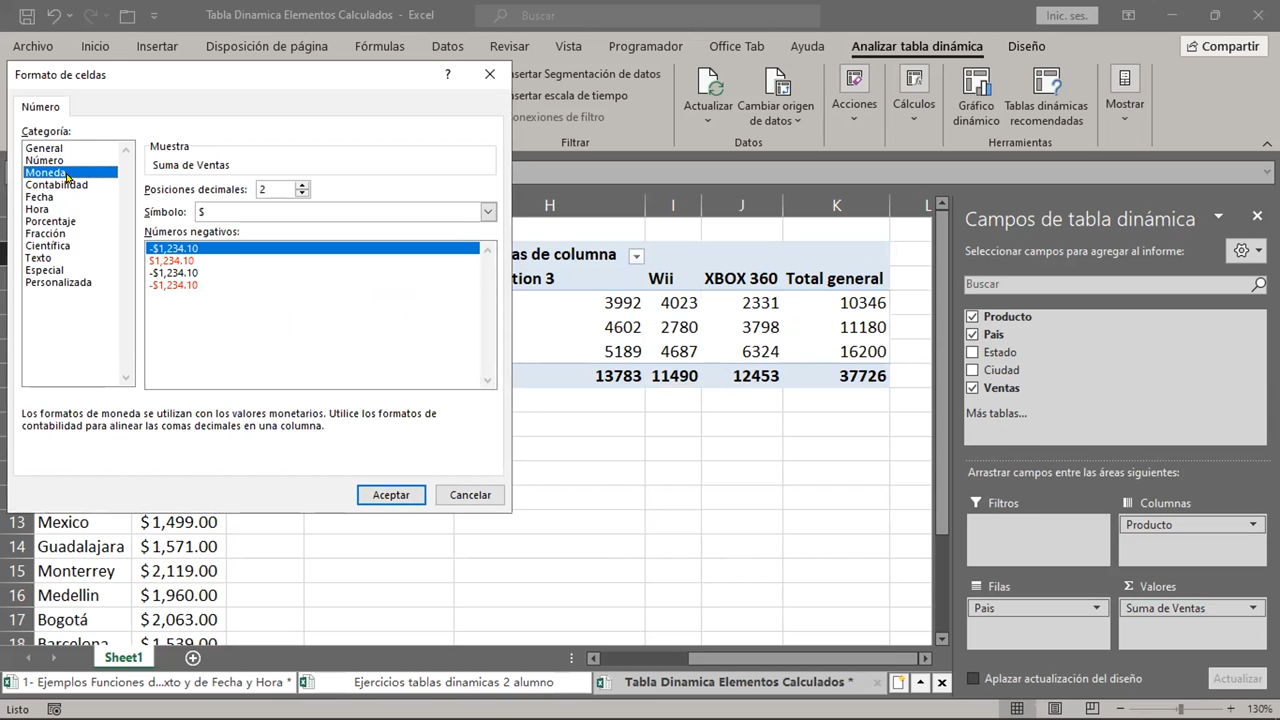 Tabla Dinamica Elementos Calculados - Excel
Buscar
Inic. ses.
Archivo Inicio Insertar Disposición de página Fórmulas Datos Revisar Vista Programador Office Tab Ayuda Analizar tabla dinámica Diseño Compartir
Formato de celdas
?
nsertar Segmentación de datos
nsertar escala de tiempo
onexiones de filtro
Filtrar
Actualizar
Cambiar origen de datos
Datos
Acciones
Cálculos
Gráfico dinámico
Tablas dinámicas recomendadas
Herramientas
Mostrar
Número
Categoría:
General
Número
Moneda
Contabilidad
Fecha
Hora
Porcentaje
Fracción
Científica
Texto
Especial
Personalizada
Muestra
Suma de Ventas
Posiciones decimales: 2
Símbolo: $
Números negativos:
-$1,234.10
$1,234.10
-$1,234.10
-$1,234.10
Los formatos de moneda se utilizan con los valores monetarios. Utilice los formatos de
contabilidad para alinear las comas decimales en una columna.
Aceptar Cancelar
H I J K L
as de columna
tion 3 Wii XBOX 360 Total general
3992 4023 2331 10346
4602 2780 3798 11180
5189 4687 6324 16200
13783 11490 12453 37726
13 Mexico $ 1,499.00
14 Guadalajara $ 1,571.00
15 Monterrey $ 2,119.00
16 Medellin $ 1,960.00
17 Bogotá $ 2,063.00
18 Barcelona $ 1,539.00
Campos de tabla dinámica
Seleccionar campos para agregar al informe:
Buscar
Producto
Pais
Estado
Ciudad
Ventas
Más tablas...
Arrastrar campos entre las áreas siguientes:
Filtros
Columnas
Producto
Filas
Pais
Σ Valores
Suma de Ventas
Aplazar actualización del diseño
Actualizar
Sheet1
1- Ejemplos Funciones d...xto y de Fecha y Hora *
Ejercicios tablas dinamicas 2 alumno
Tabla Dinamica Elementos Calculados *
Listo
130%